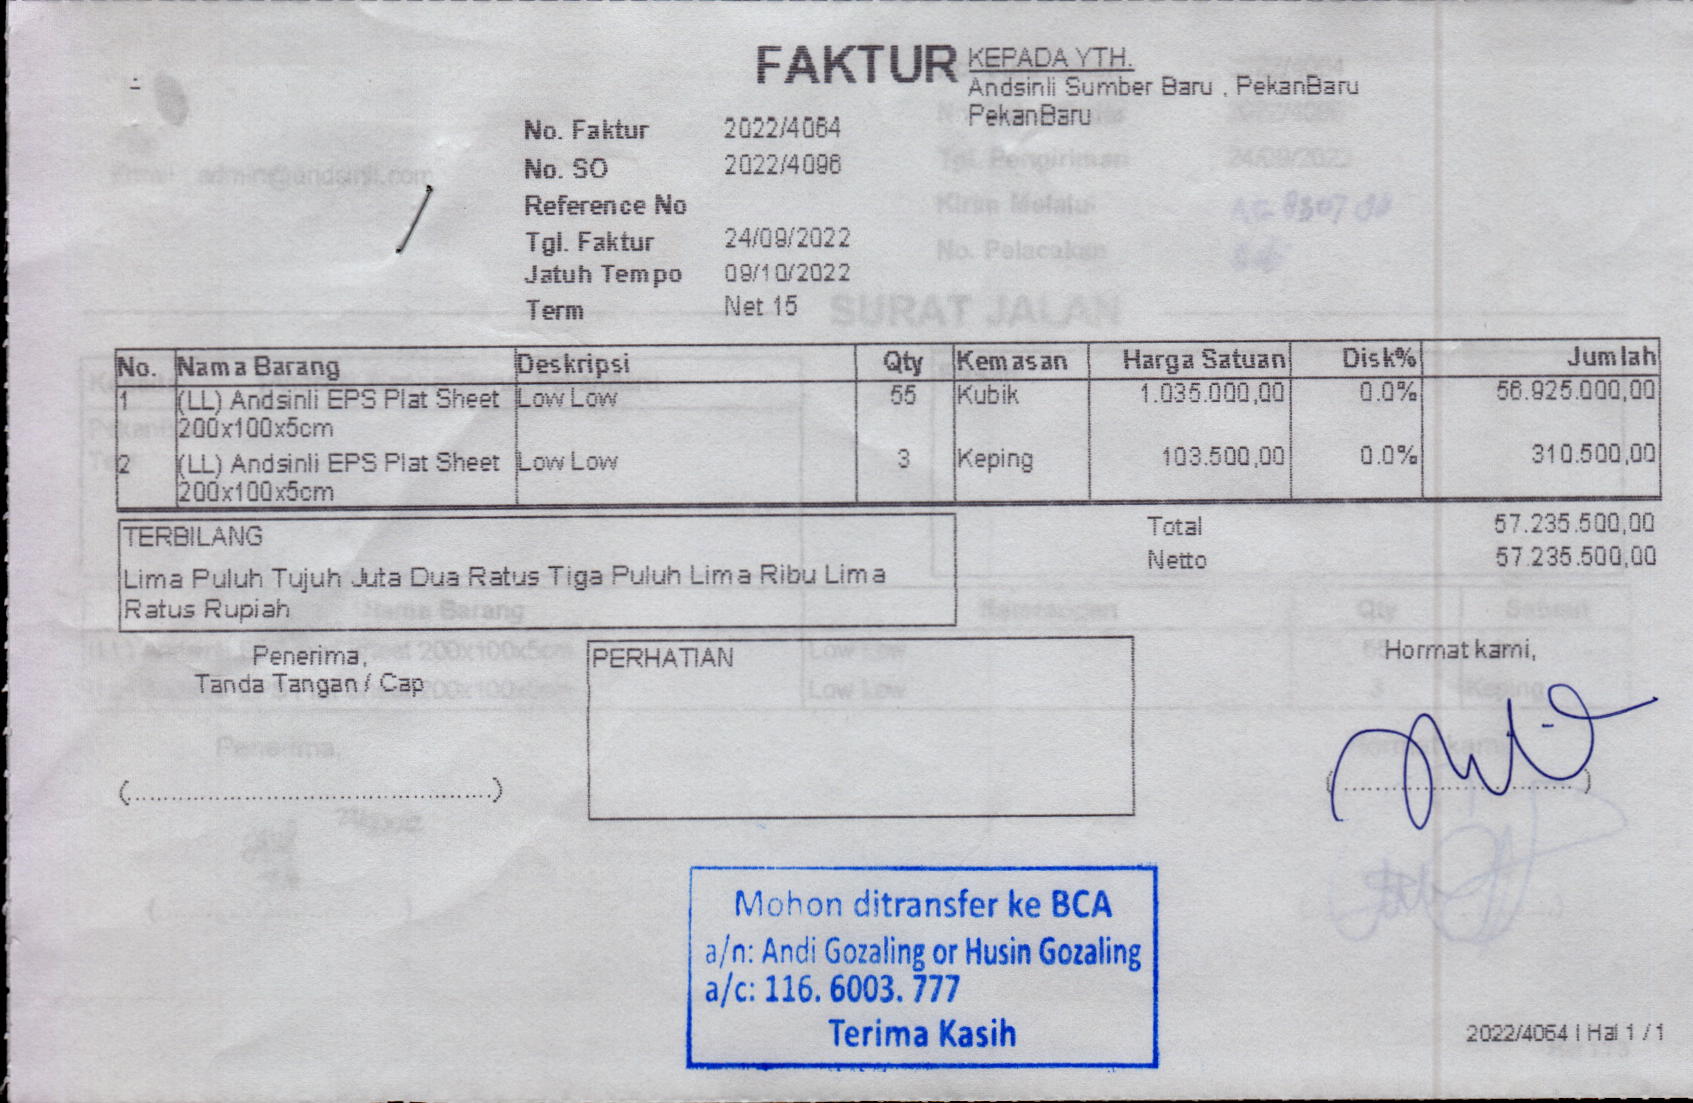 FAKTUR
KEPADA YTH.
Andsinli Sumber Baru , PekanBaru
PekanBaru
No. Faktur 2022/4064
No. SO 2022/4096
Reference No
Tgl. Faktur 24/09/2022
Jatuh Tempo 09/10/2022
Term Net 15
No. Nama Barang Deskripsi Qty Kemasan Harga Satuan Disk% Jumlah
1 (LL) Andsinli EPS Plat Sheet Low Low 55 Kubik 1.035.000,00 0.0% 56.925.000,00
200x100x5cm
2 (LL) Andsinli EPS Plat Sheet Low Low 3 Keping 103.500,00 0.0% 310.500,00
200x100x5cm
Total 57.235.500,00
Netto 57.235.500,00
TERBILANG
Lima Puluh Tujuh Juta Dua Ratus Tiga Puluh Lima Ribu Lima
Ratus Rupiah
Penerima,
Tanda Tangan / Cap
(..............................................)
PERHATIAN
Hormat kami,
(..............................)
Mohon ditransfer ke BCA
a/n: Andi Gozaling or Husin Gozaling
a/c: 116. 6003. 777
Terima Kasih
2022/4064 | Hal 1 / 1
SURAT JALAN